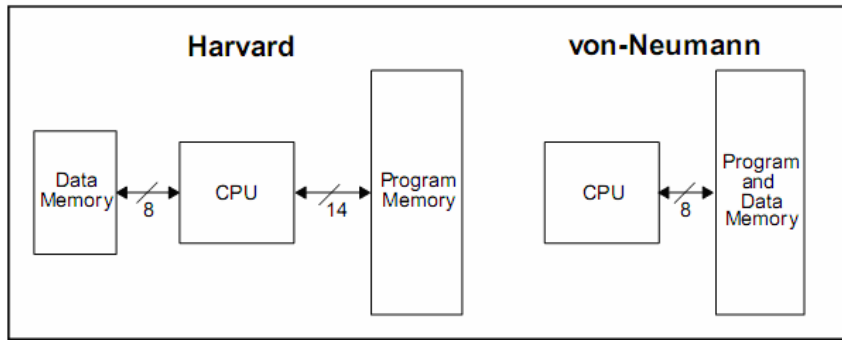 Harvard
von-Neumann
Data
Memory
8
CPU
14
Program
Memory
CPU
8
Program
and
Data
Memory